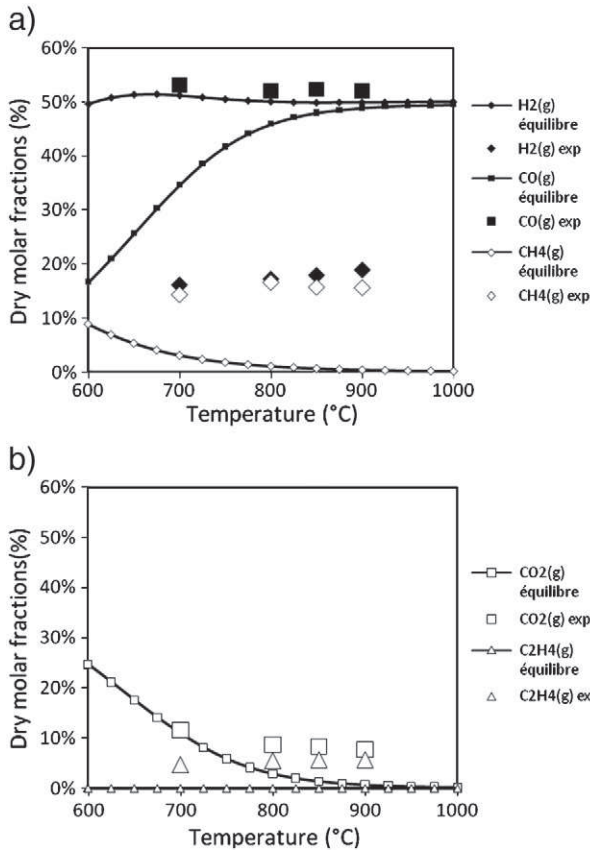 a)
60%
50%
40%
30%
20%
10%
0%
600 700 800 900 1000
Dry molar fractions (%)
Temperature (°C)
H2(g)
équilibre
H2(g) exp
CO(g)
équilibre
CO(g) exp
CH4(g)
équilibre
CH4(g) exp
b)
60%
50%
40%
30%
20%
10%
0%
600 700 800 900 1000
Dry molar fractions(%)
Temperature (°C)
CO2(g)
équilibre
CO2(g) exp
C2H4(g)
équilibre
C2H4(g) ex